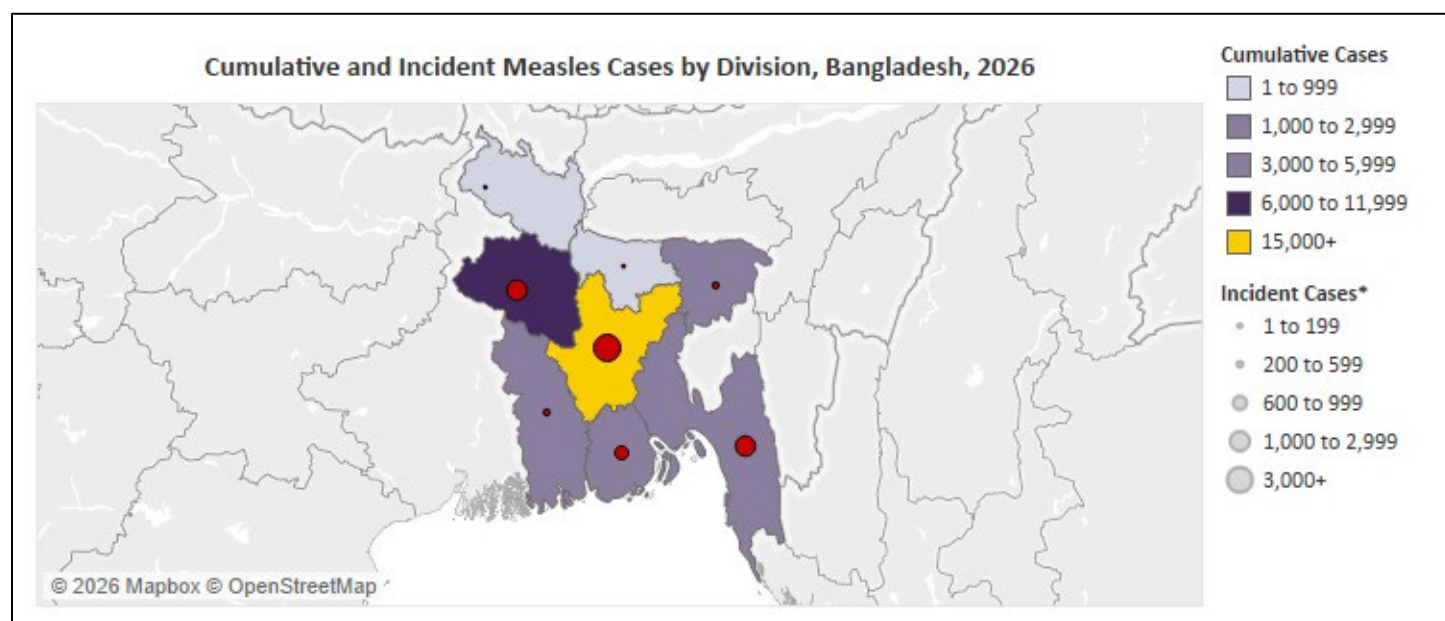 Cumulative and Incident Measles Cases by Division, Bangladesh, 2026
Cumulative Cases
1 to 999
1,000 to 2,999
3,000 to 5,999
6,000 to 11,999
15,000+
Incident Cases*
1 to 199
200 to 599
600 to 999
1,000 to 2,999
3,000+
© 2026 Mapbox © OpenStreetMap